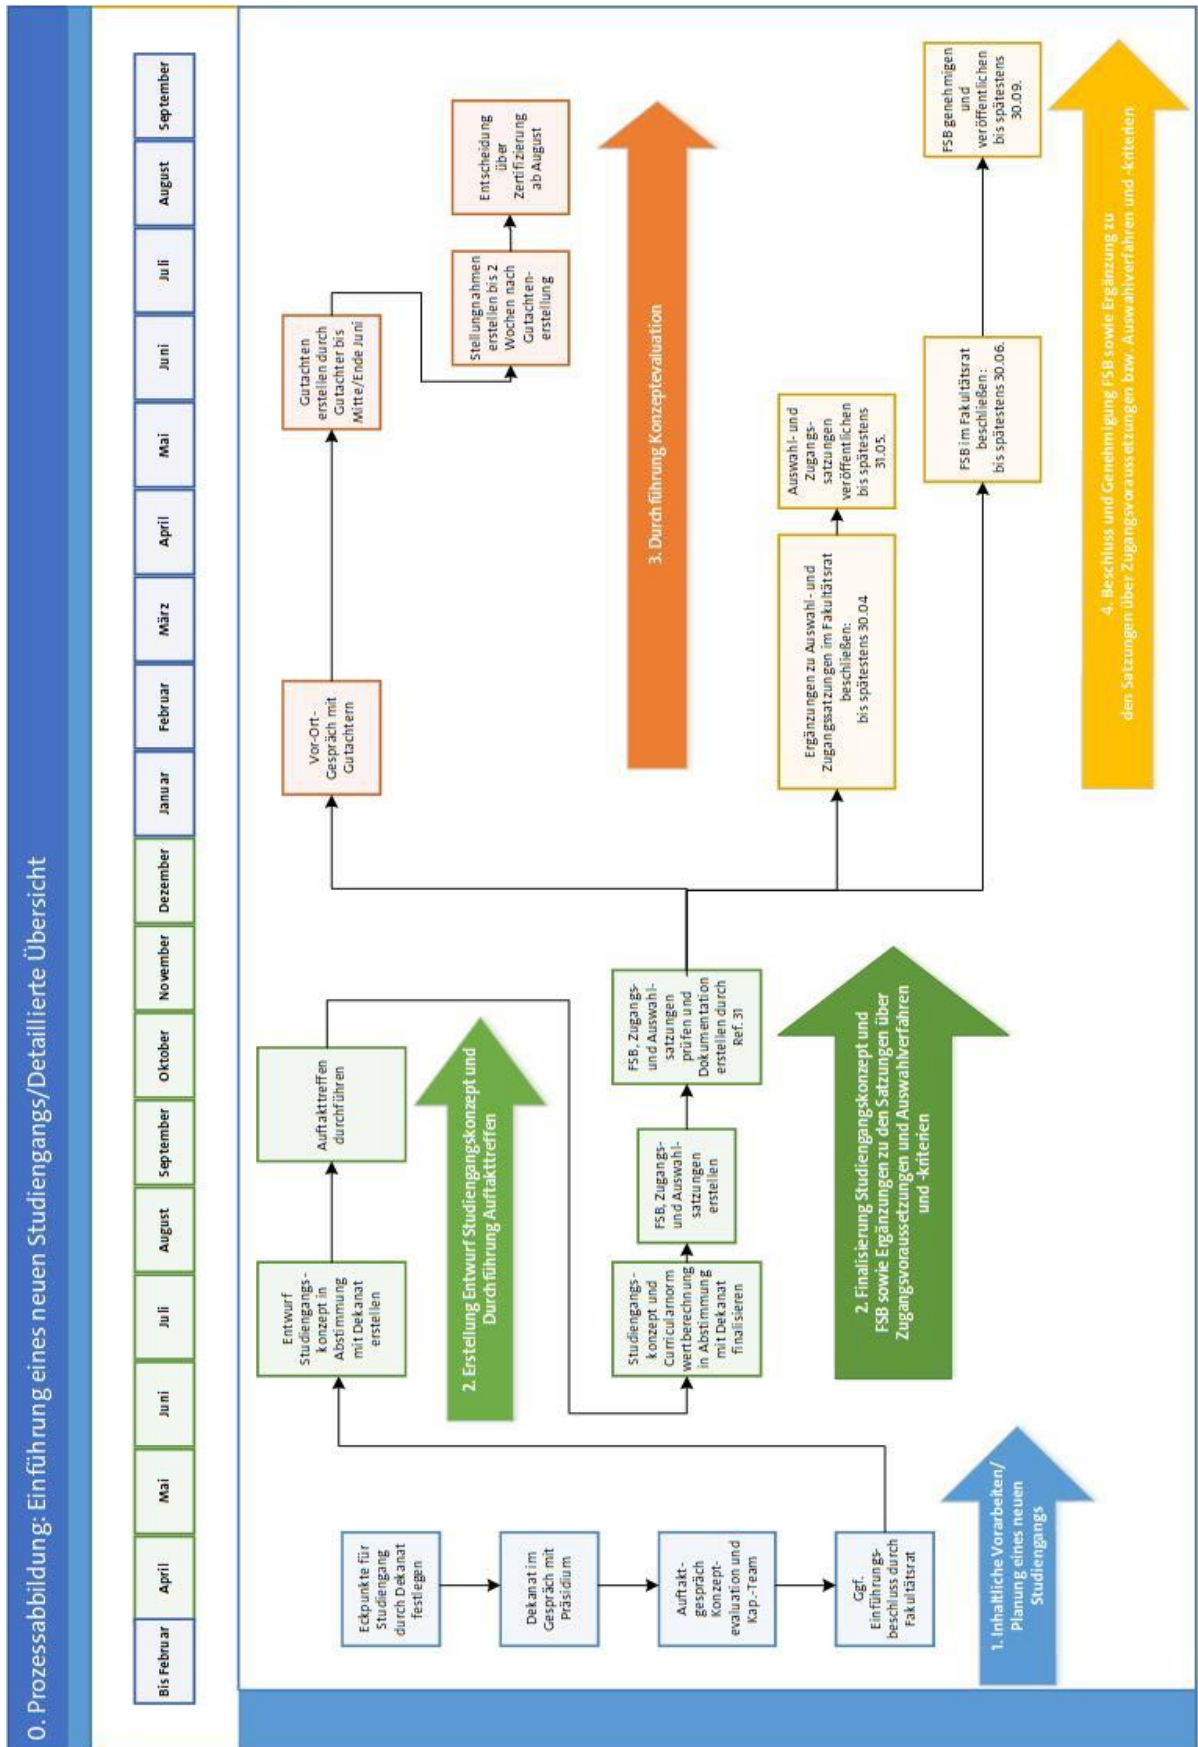 0. Prozessabbildung: Einführung eines neuen Studiengangs/Detaillierte Übersicht
Bis Februar
April
Mai
Juni
Juli
August
September
Oktober
November
Dezember
Januar
Februar
März
April
Mai
Juni
Juli
August
September
Eckpunkte für
Studiengang
durch Dekanat
festlegen
Dekanat im
Gespräch mit
Präsidium
Auftakt-
gespräch
Konzept-
evaluation und
Kap.-Team
Ggf.
Einführungs-
beschluss durch
Fakultätsrat
1. Inhaltliche Vorarbeiten/
Planung eines neuen
Studiengangs
Entwurf
Studiengangs-
konzept in
Abstimmung
mit Dekanat
erstellen
Auftakttreffen
durchführen
2. Erstellung Entwurf Studiengangskonzept und
Durchführung Auftakttreffen
Studiengangs-
konzept und
Curricularnorm
wertberechnung
in Abstimmung
mit Dekanat
finalisieren
FSB, Zugangs-
und Auswahl-
satzungen
erstellen
FSB, Zugangs-
und Auswahl-
satzungen
prüfen und
Dokumentation
erstellen durch
Ref. 31
2. Finalisierung Studiengangskonzept und
FSB sowie Ergänzungen zu den Satzungen über
Zugangsvoraussetzungen und Auswahlverfahren
und -kriterien
Vor-Ort-
Gespräch mit
Gutachtern
Gutachten
erstellen durch
Gutachter bis
Mitte/Ende Juni
Stellungnahmen
erstellen bis 2
Wochen nach
Gutachten-
erstellung
Entscheidung
über
Zertifizierung
ab August
3. Durchführung Konzeptevaluation
Ergänzungen zu Auswahl- und
Zugangssatzungen im Fakultätsrat
beschließen:
bis spätestens 30.04
Auswahl- und
Zugangs-
satzungen
veröffentlichen
bis spätestens
31.05.
FSB im Fakultätsrat
beschließen:
bis spätestens 30.06.
FSB genehmigen
und
veröffentlichen
bis spätestens
30.09.
4. Beschluss und Genehmigung FSB sowie Ergänzung zu
den Satzungen über Zugangsvoraussetzungen bzw. Auswahlverfahren und -kriterien